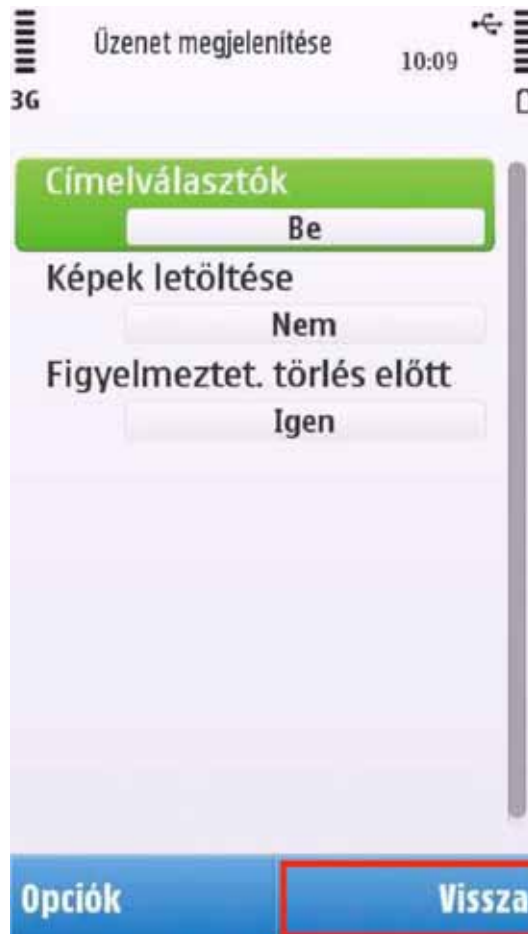 Üzenet megjelenítése
10:09
3G
Címelválasztók
Be
Képek letöltése
Nem
Figyelmeztet. törlés előtt
Igen
Opciók
Vissza